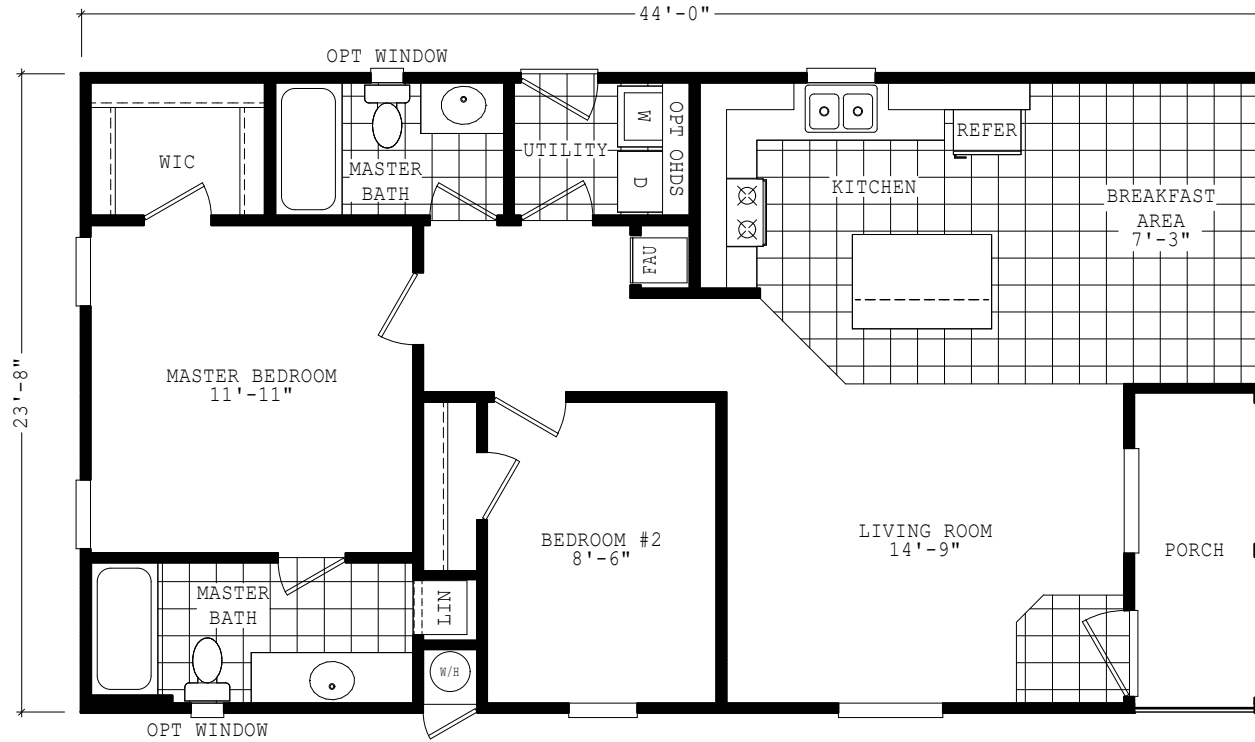 44'-0"
OPT WINDOW
WIC
MASTER
BATH
UTILITY
W
D
OPT OHDS
REFER
KITCHEN
BREAKFAST
AREA
7'-3"
FAU
23'-8"
MASTER BEDROOM
11'-11"
BEDROOM #2
8'-6"
LIVING ROOM
14'-9"
PORCH
MASTER
BATH
LIN
W/H
OPT WINDOW